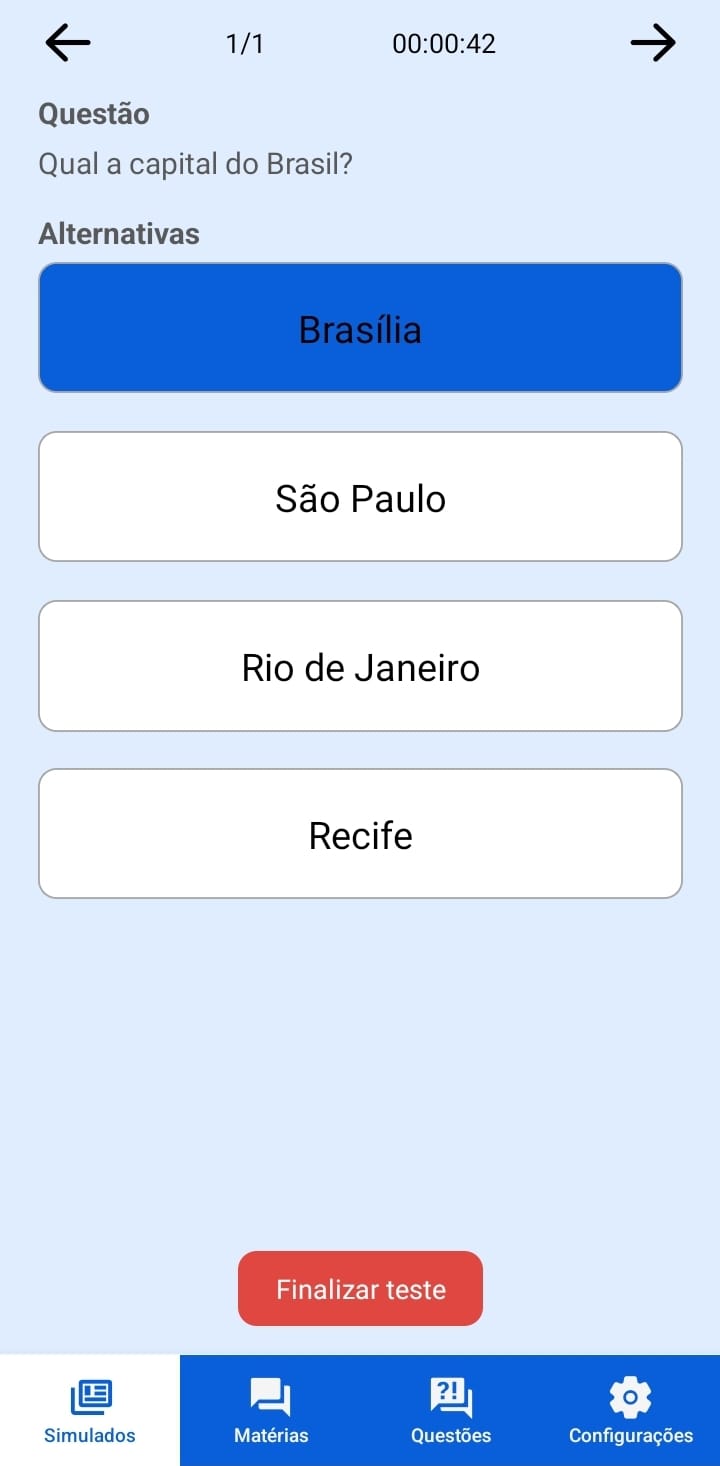 1/1 00:00:42
Questão
Qual a capital do Brasil?
Alternativas
Brasília
São Paulo
Rio de Janeiro
Recife
Finalizar teste
?!
Simulados Matérias Questões Configurações